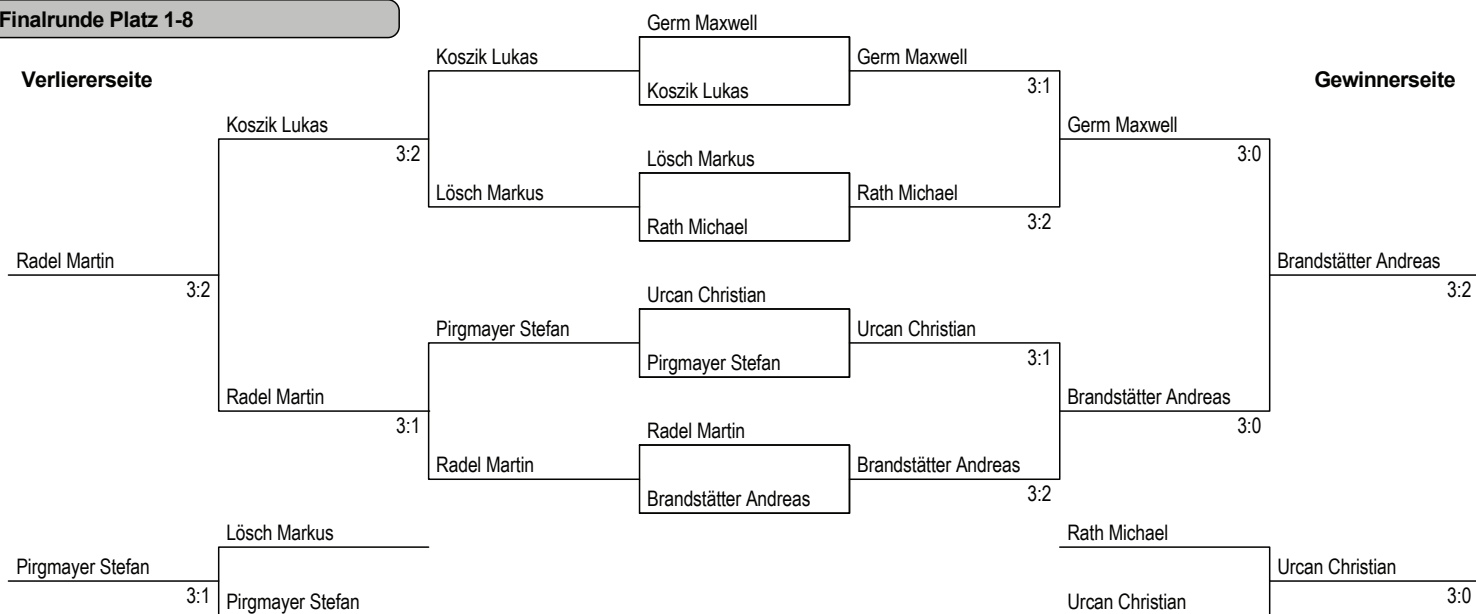 Finalrunde Platz 1-8
Verliererseite
Gewinnerseite
Germ Maxwell
Koszik Lukas
Germ Maxwell
Koszik Lukas
3:1
Koszik Lukas
3:2
Germ Maxwell
3:0
Lösch Markus
Lösch Markus
Rath Michael
Rath Michael
3:2
Radel Martin
3:2
Brandstätter Andreas
3:2
Urcan Christian
Pirgmayer Stefan
Urcan Christian
Pirgmayer Stefan
3:1
Radel Martin
3:1
Brandstätter Andreas
3:0
Radel Martin
Radel Martin
Brandstätter Andreas
Brandstätter Andreas
3:2
Lösch Markus
Rath Michael
Pirgmayer Stefan
3:1
Urcan Christian
3:0
Pirgmayer Stefan
Urcan Christian